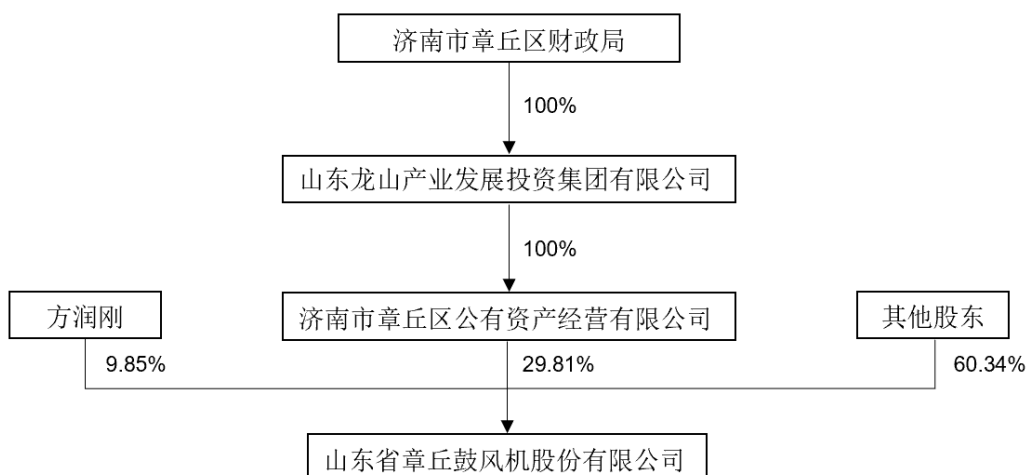 济南市章丘区财政局
100%
山东龙山产业发展投资集团有限公司
100%
方润刚
济南市章丘区公有资产经营有限公司
其他股东
9.85%
29.81%
60.34%
山东省章丘鼓风机股份有限公司